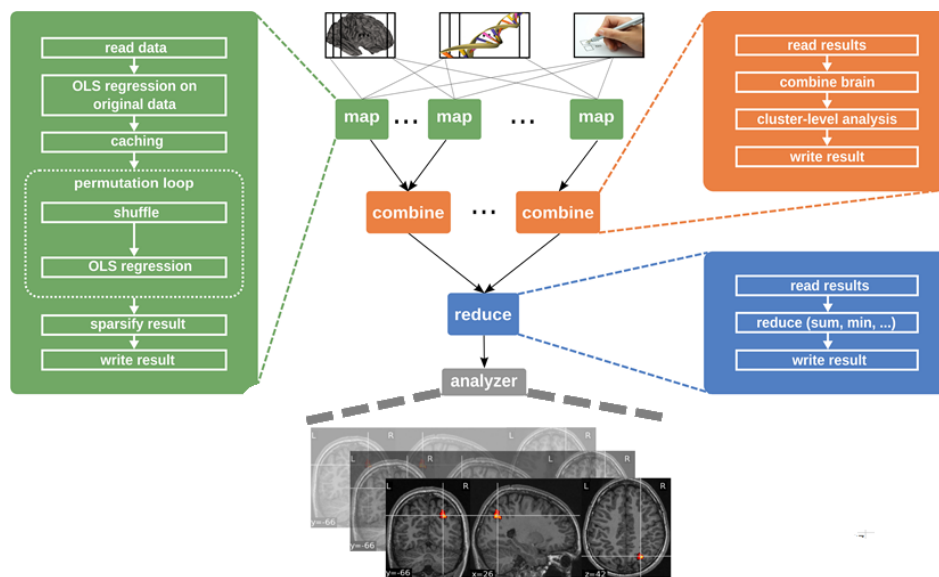 read data
OLS regression on
original data
caching
permutation loop
shuffle
OLS regression
sparsify result
write result
map
...
map
...
map
combine
...
combine
reduce
analyzer
read results
combine brain
cluster-level analysis
write result
read results
reduce (sum, min, ...)
write result
L R L R
y=-66
L R L R
y=-66
L R L R
y=-66 x=26 z=42